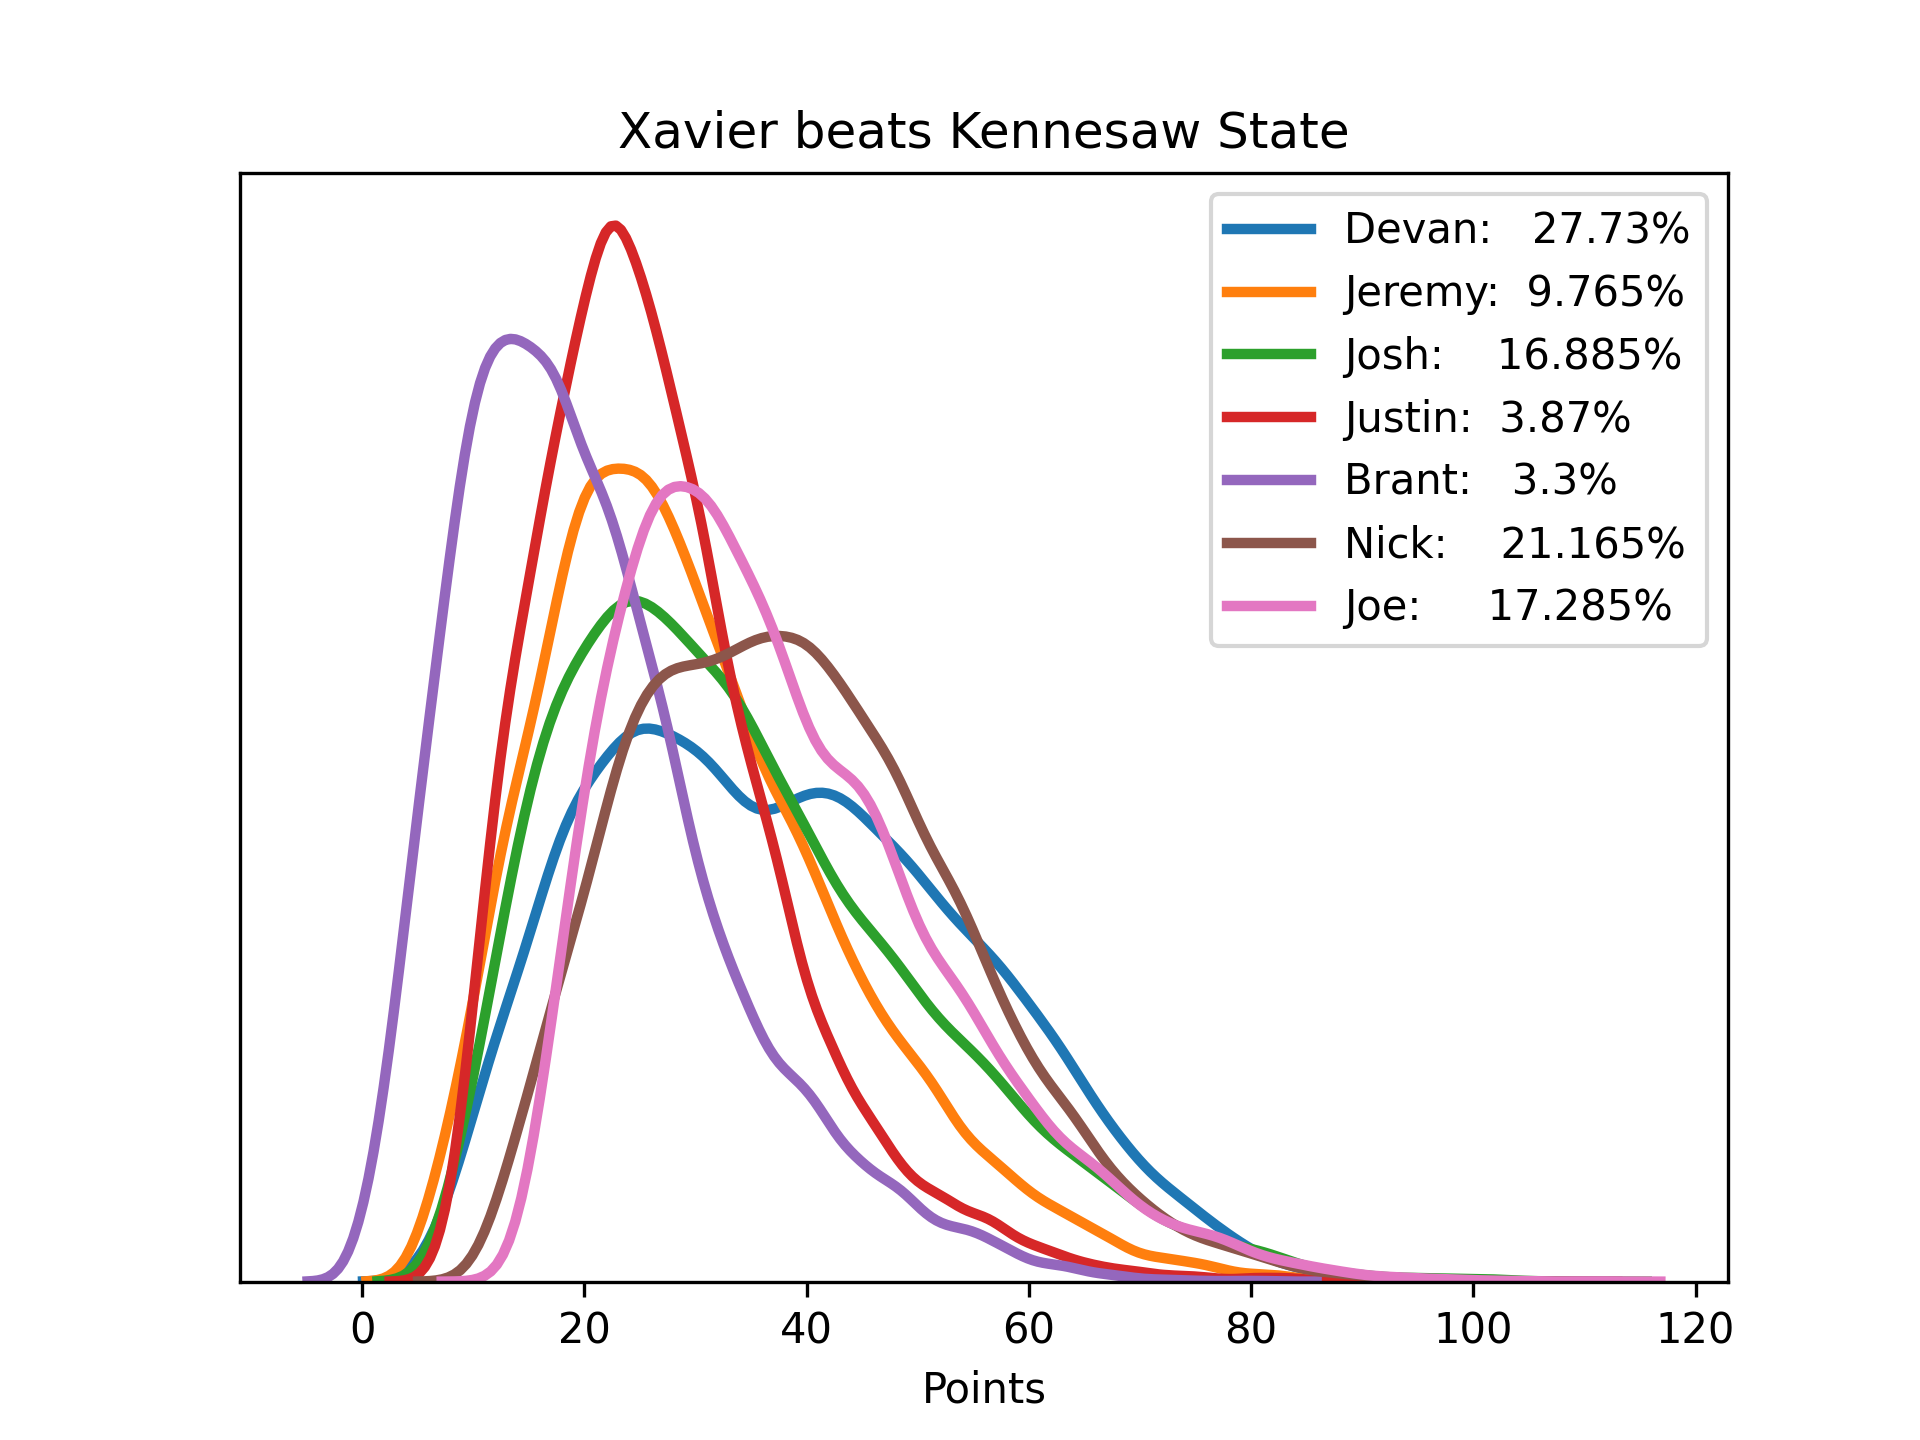 Xavier beats Kennesaw State
Devan: 27.73%
Jeremy: 9.765%
Josh: 16.885%
Justin: 3.87%
Brant: 3.3%
Nick: 21.165%
Joe: 17.285%
0 20 40 60 80 100 120
Points